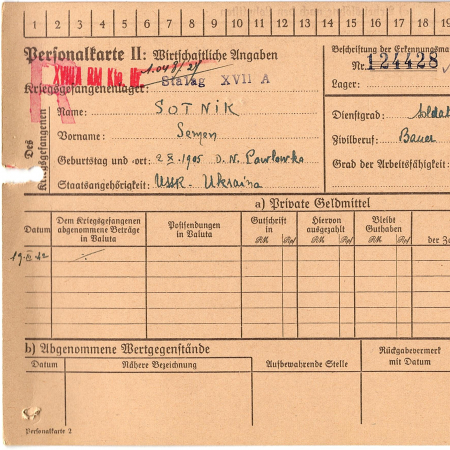 1 2 3 4 5 6 7 8 9 10 11 12 13 14 15 16 17 18 19
Personalkarte II: Wirtschaftliche Angaben
Beschriftung der Erkennungsma
Nr. 124428
Kriegsgefangenenlager: Stalag XVII A
Lager:
R
Des Kriegsgefangenen
Name: SOTNIK
Dienstgrad: Soldat
Vorname: Semen
Zivilberuf: Bauer
Geburtstag und -ort: 2.X.1905 D.N. Pawlowka
Grad der Arbeitsfähigkeit:
Staatsangehörigkeit: USSR. Ukraina
a) Private Geldmittel
Datum
Dem Kriegsgefangenen abgenommene Beträge in Valuta
Postsendungen in Valuta
Gutschrift in RM Rpf
Hiervon ausgezahlt RM Rpf
Bleibt Guthaben RM Rpf
der Za
b) Abgenommene Wertgegenstände
Datum
Nähere Bezeichnung
Aufbewahrende Stelle
Rückgabevermerk mit Datum
Personalkarte 2